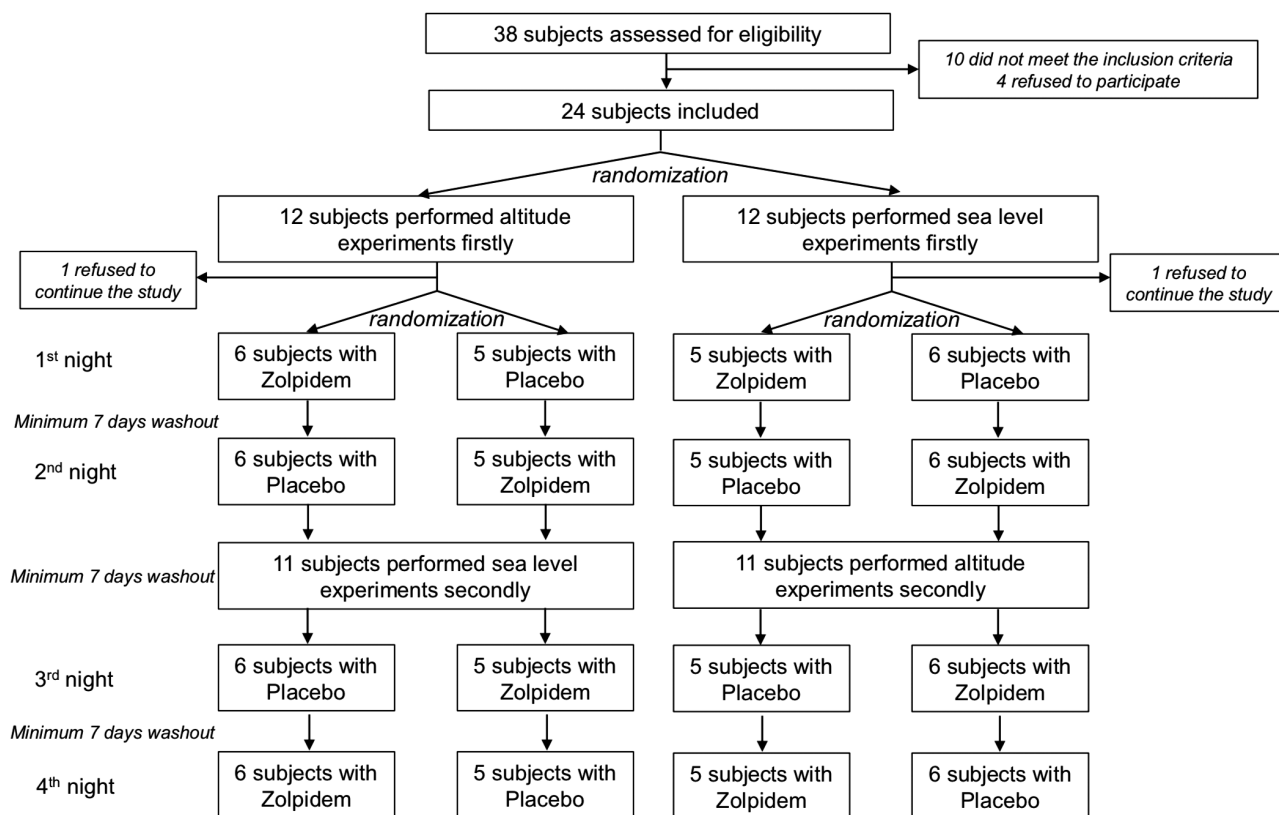 38 subjects assessed for eligibility
10 did not meet the inclusion criteria
4 refused to participate
24 subjects included
randomization
12 subjects performed altitude
experiments firstly
12 subjects performed sea level
experiments firstly
1 refused to
continue the study
1 refused to
continue the study
randomization
randomization
1st night
6 subjects with
Zolpidem
5 subjects with
Placebo
5 subjects with
Zolpidem
6 subjects with
Placebo
Minimum 7 days washout
2nd night
6 subjects with
Placebo
5 subjects with
Zolpidem
5 subjects with
Placebo
6 subjects with
Zolpidem
Minimum 7 days washout
11 subjects performed sea level
experiments secondly
11 subjects performed altitude
experiments secondly
3rd night
6 subjects with
Placebo
5 subjects with
Zolpidem
5 subjects with
Placebo
6 subjects with
Zolpidem
Minimum 7 days washout
4th night
6 subjects with
Zolpidem
5 subjects with
Placebo
5 subjects with
Zolpidem
6 subjects with
Placebo